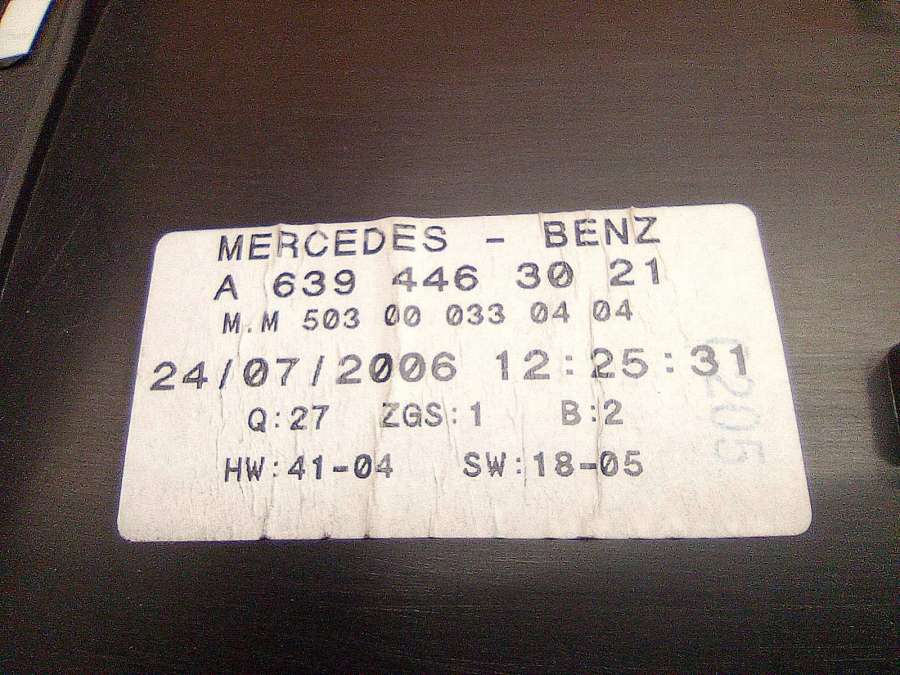 MERCEDES - BENZ
A 639 446 30 21
M.M 503 00 033 04 04
24/07/2006 12:25:31
Q:27 ZGS:1 B:2
HW:41-04 SW:18-05